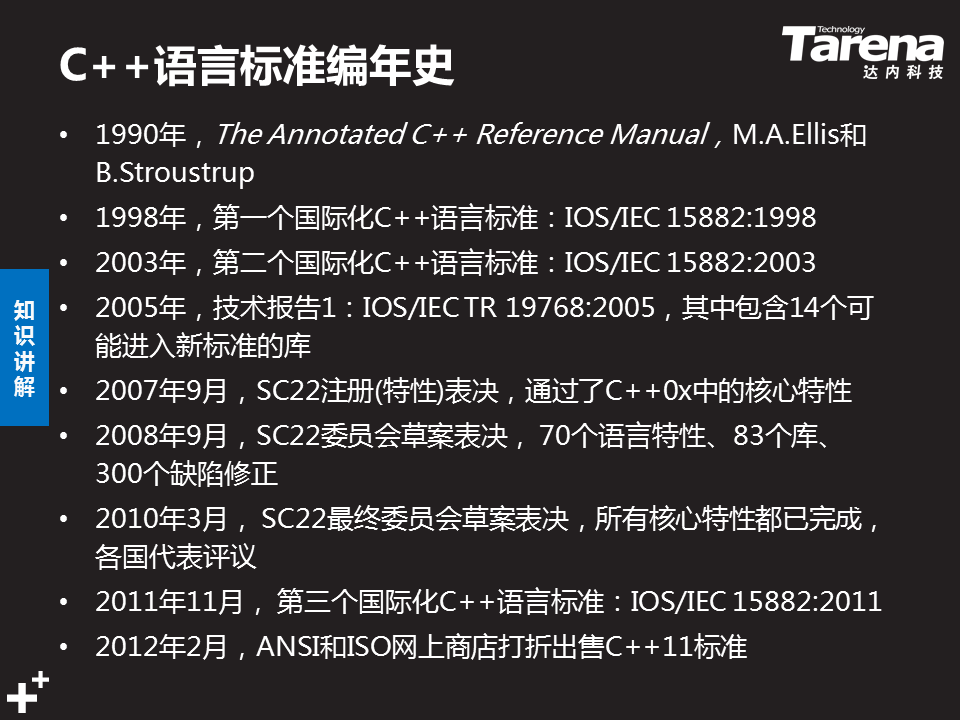 C++语言标准编年史
Technology
Tarena
达内科技
• 1990年，The Annotated C++ Reference Manual，M.A.Ellis和
B.Stroustrup
• 1998年，第一个国际化C++语言标准：IOS/IEC 15882:1998
• 2003年，第二个国际化C++语言标准：IOS/IEC 15882:2003
• 2005年，技术报告1：IOS/IEC TR 19768:2005，其中包含14个可
能进入新标准的库
• 2007年9月，SC22注册(特性)表决，通过了C++0x中的核心特性
• 2008年9月，SC22委员会草案表决， 70个语言特性、83个库、
300个缺陷修正
• 2010年3月， SC22最终委员会草案表决，所有核心特性都已完成，
各国代表评议
• 2011年11月， 第三个国际化C++语言标准：IOS/IEC 15882:2011
• 2012年2月，ANSI和ISO网上商店打折出售C++11标准
知
识
讲
解